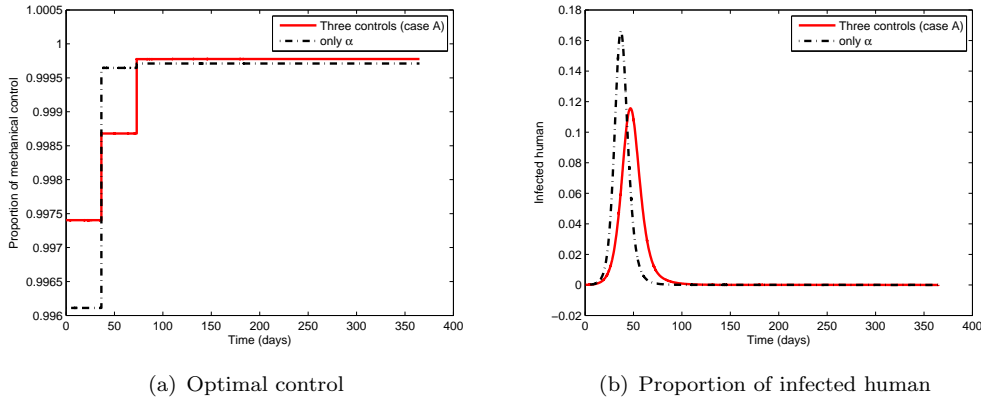 1.0005
1
0.9995
0.999
0.9985
0.998
0.9975
0.997
0.9965
0.996
Proportion of mechanical control
0 50 100 150 200 250 300 350 400
Time (days)
Three controls (case A)
only α
(a) Optimal control
0.18
0.16
0.14
0.12
0.1
0.08
0.06
0.04
0.02
0
−0.02
Infected human
0 50 100 150 200 250 300 350 400
Time (days)
Three controls (case A)
only α
(b) Proportion of infected human